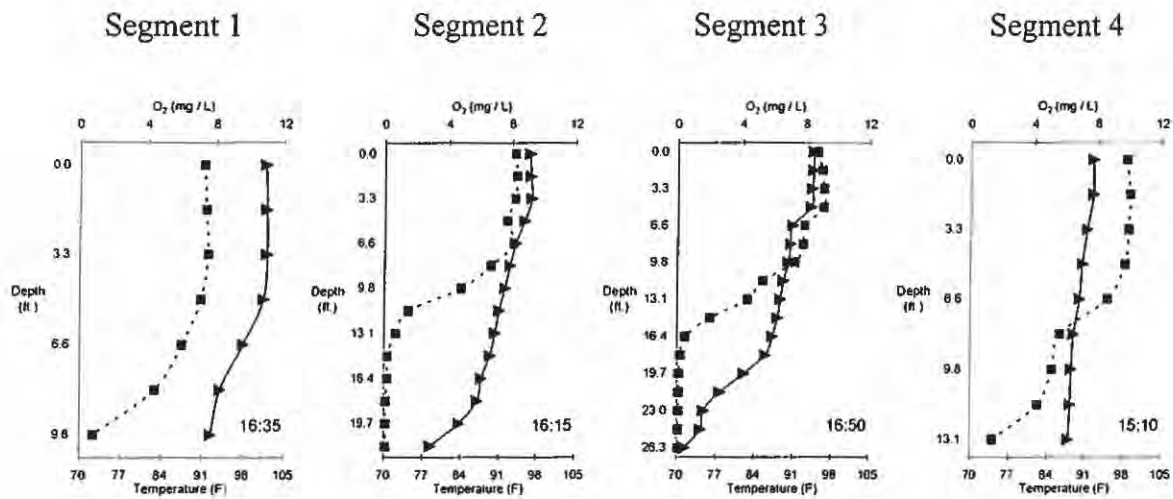 Segment 1
O₂ (mg / L)
0 4 8 12
0.0
3.3
Depth
(ft.)
6.6
9.8
16:35
70 77 84 91 98 105
Temperature (F)
Segment 2
O₂ (mg / L)
0 4 8 12
0.0
3.3
6.6
Depth
(ft.)
9.8
13.1
16.4
19.7
16:15
70 77 84 91 98 105
Temperature (F)
Segment 3
O₂ (mg / L)
0 4 8 12
0.0
3.3
6.6
9.8
Depth
(ft.)
13.1
16.4
19.7
23.0
26.3
16:50
70 77 84 91 98 105
Temperature (F)
Segment 4
O₂ (mg / L)
0 4 8 12
0.0
3.3
Depth
(ft.)
6.6
9.8
13.1
15:10
70 77 84 91 98 105
Temperature (F)